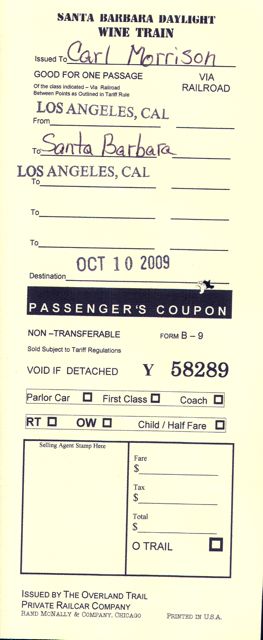 SANTA BARBARA DAYLIGHT
WINE TRAIN
Issued To Carl Morrison
GOOD FOR ONE PASSAGE VIA
Of the class indicated – Via Railroad RAILROAD
Between Points as Outlined in Tariff Rule
LOS ANGELES, CAL
From
To Santa Barbara
LOS ANGELES, CAL
To
To
To
OCT 10 2009
Destination
PASSENGER'S COUPON
NON –TRANSFERABLE FORM B – 9
Sold Subject to Tariff Regulations
VOID IF DETACHED Y 58289
Parlor Car First Class Coach
RT OW Child / Half Fare
Selling Agent Stamp Here
Fare
$
Tax
$
Total
$
O TRAIL
ISSUED BY THE OVERLAND TRAIL
PRIVATE RAILCAR COMPANY
RAND MCNALLY & COMPANY, CHICAGO PRINTED IN U.S.A.